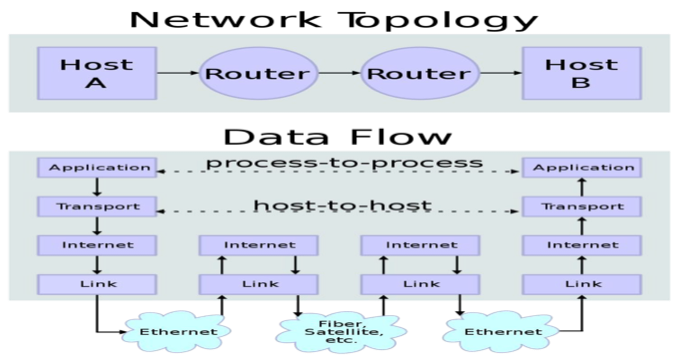 Network Topology
Host
A
Router
Router
Host
B
Data Flow
Application
process-to-process
Application
Transport
host-to-host
Transport
Internet
Internet
Internet
Internet
Link
Link
Link
Link
Ethernet
Fiber,
Satellite,
etc.
Ethernet